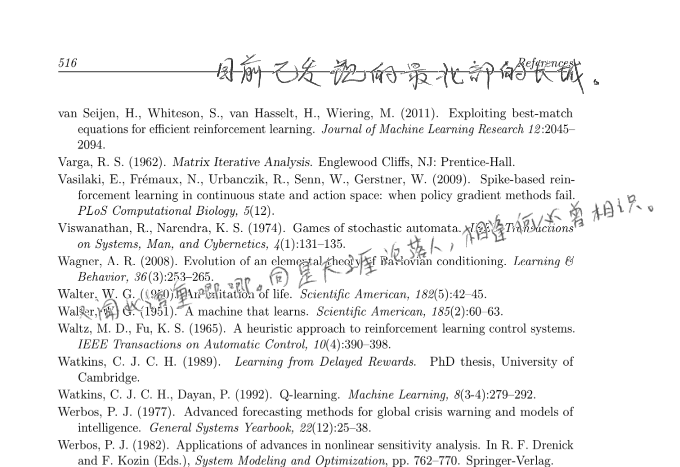 516
References
目前已发现的最北部的长城。
van Seijen, H., Whiteson, S., van Hasselt, H., Wiering, M. (2011). Exploiting best-match
equations for efficient reinforcement learning. Journal of Machine Learning Research 12:2045–
2094.
Varga, R. S. (1962). Matrix Iterative Analysis. Englewood Cliffs, NJ: Prentice-Hall.
Vasilaki, E., Frémaux, N., Urbanczik, R., Senn, W., Gerstner, W. (2009). Spike-based rein-
forcement learning in continuous state and action space: when policy gradient methods fail.
PLoS Computational Biology, 5(12).
Viswanathan, R., Narendra, K. S. (1974). Games of stochastic automata. IEEE Transactions
on Systems, Man, and Cybernetics, 4(1):131–135.
又闻此语重唧唧。同是天涯沦落人，相逢何必曾相识。
Wagner, A. R. (2008). Evolution of an elemental theory of Pavlovian conditioning. Learning &
Behavior, 36(3):253–265.
Walter, W. G. (1950). An imitation of life. Scientific American, 182(5):42–45.
Walter, W. G. (1951). A machine that learns. Scientific American, 185(2):60–63.
Waltz, M. D., Fu, K. S. (1965). A heuristic approach to reinforcement learning control systems.
IEEE Transactions on Automatic Control, 10(4):390–398.
Watkins, C. J. C. H. (1989). Learning from Delayed Rewards. PhD thesis, University of
Cambridge.
Watkins, C. J. C. H., Dayan, P. (1992). Q-learning. Machine Learning, 8(3-4):279–292.
Werbos, P. J. (1977). Advanced forecasting methods for global crisis warning and models of
intelligence. General Systems Yearbook, 22(12):25–38.
Werbos, P. J. (1982). Applications of advances in nonlinear sensitivity analysis. In R. F. Drenick
and F. Kozin (Eds.), System Modeling and Optimization, pp. 762–770. Springer-Verlag.